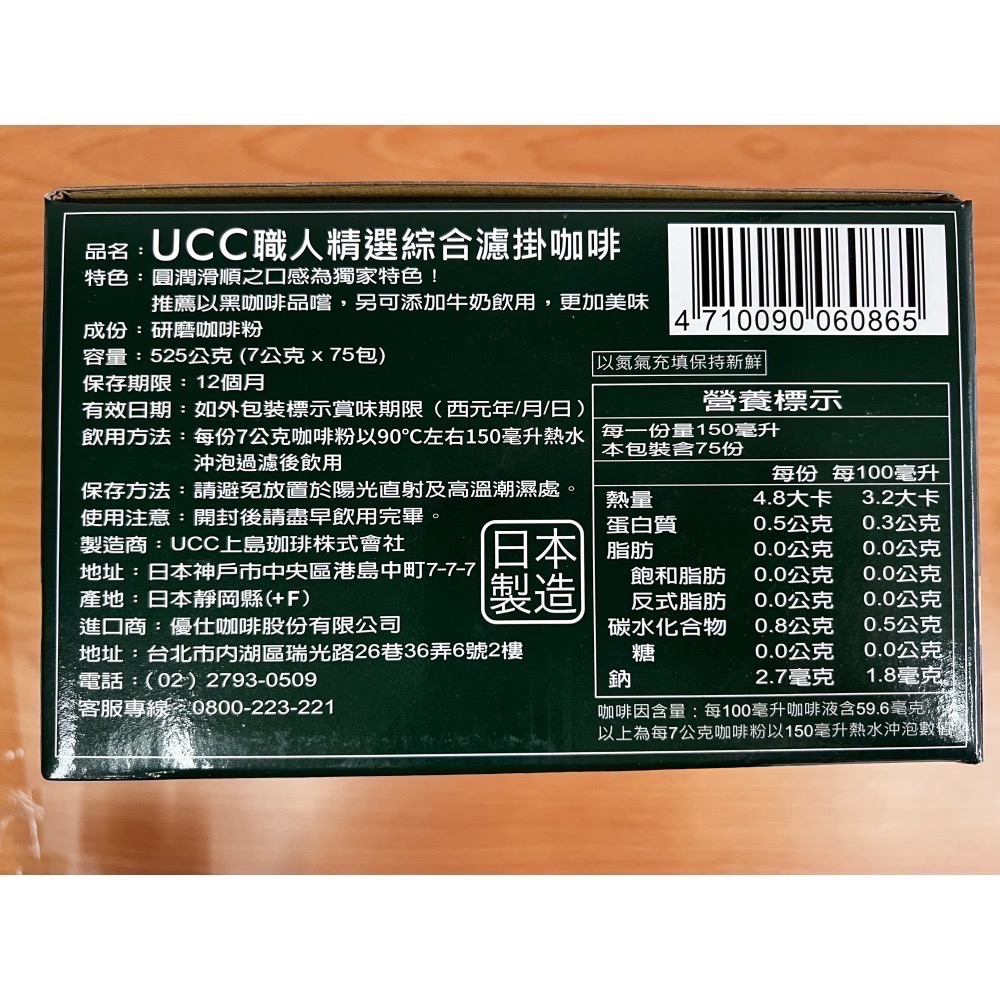 品名：UCC職人精選綜合濾掛咖啡
特色：圓潤滑順之口感為獨家特色！
推薦以黑咖啡品嚐，另可添加牛奶飲用，更加美味
成份：研磨咖啡粉
容量：525公克 (7公克 x 75包)
保存期限：12個月
有效日期：如外包裝標示賞味期限（西元年/月/日）
飲用方法：每份7公克咖啡粉以90℃左右150毫升熱水
沖泡過濾後飲用
保存方法：請避免放置於陽光直射及高溫潮濕處。
使用注意：開封後請盡早飲用完畢。
製造商：UCC上島珈琲株式會社
地址：日本神戶市中央區港島中町7-7-7
產地：日本靜岡縣(+F)
進口商：優仕咖啡股份有限公司
地址：台北市內湖區瑞光路26巷36弄6號2樓
電話：(02) 2793-0509
客服專線：0800-223-221
日本
製造
4 710090 060865
以氮氣充填保持新鮮
營養標示
每一份量150毫升
本包裝含75份
每份 每100毫升
熱量 4.8大卡 3.2大卡
蛋白質 0.5公克 0.3公克
脂肪 0.0公克 0.0公克
飽和脂肪 0.0公克 0.0公克
反式脂肪 0.0公克 0.0公克
碳水化合物 0.8公克 0.5公克
糖 0.0公克 0.0公克
鈉 2.7毫克 1.8毫克
咖啡因含量：每100毫升咖啡液含59.6毫克
以上為每7公克咖啡粉以150毫升熱水沖泡數值